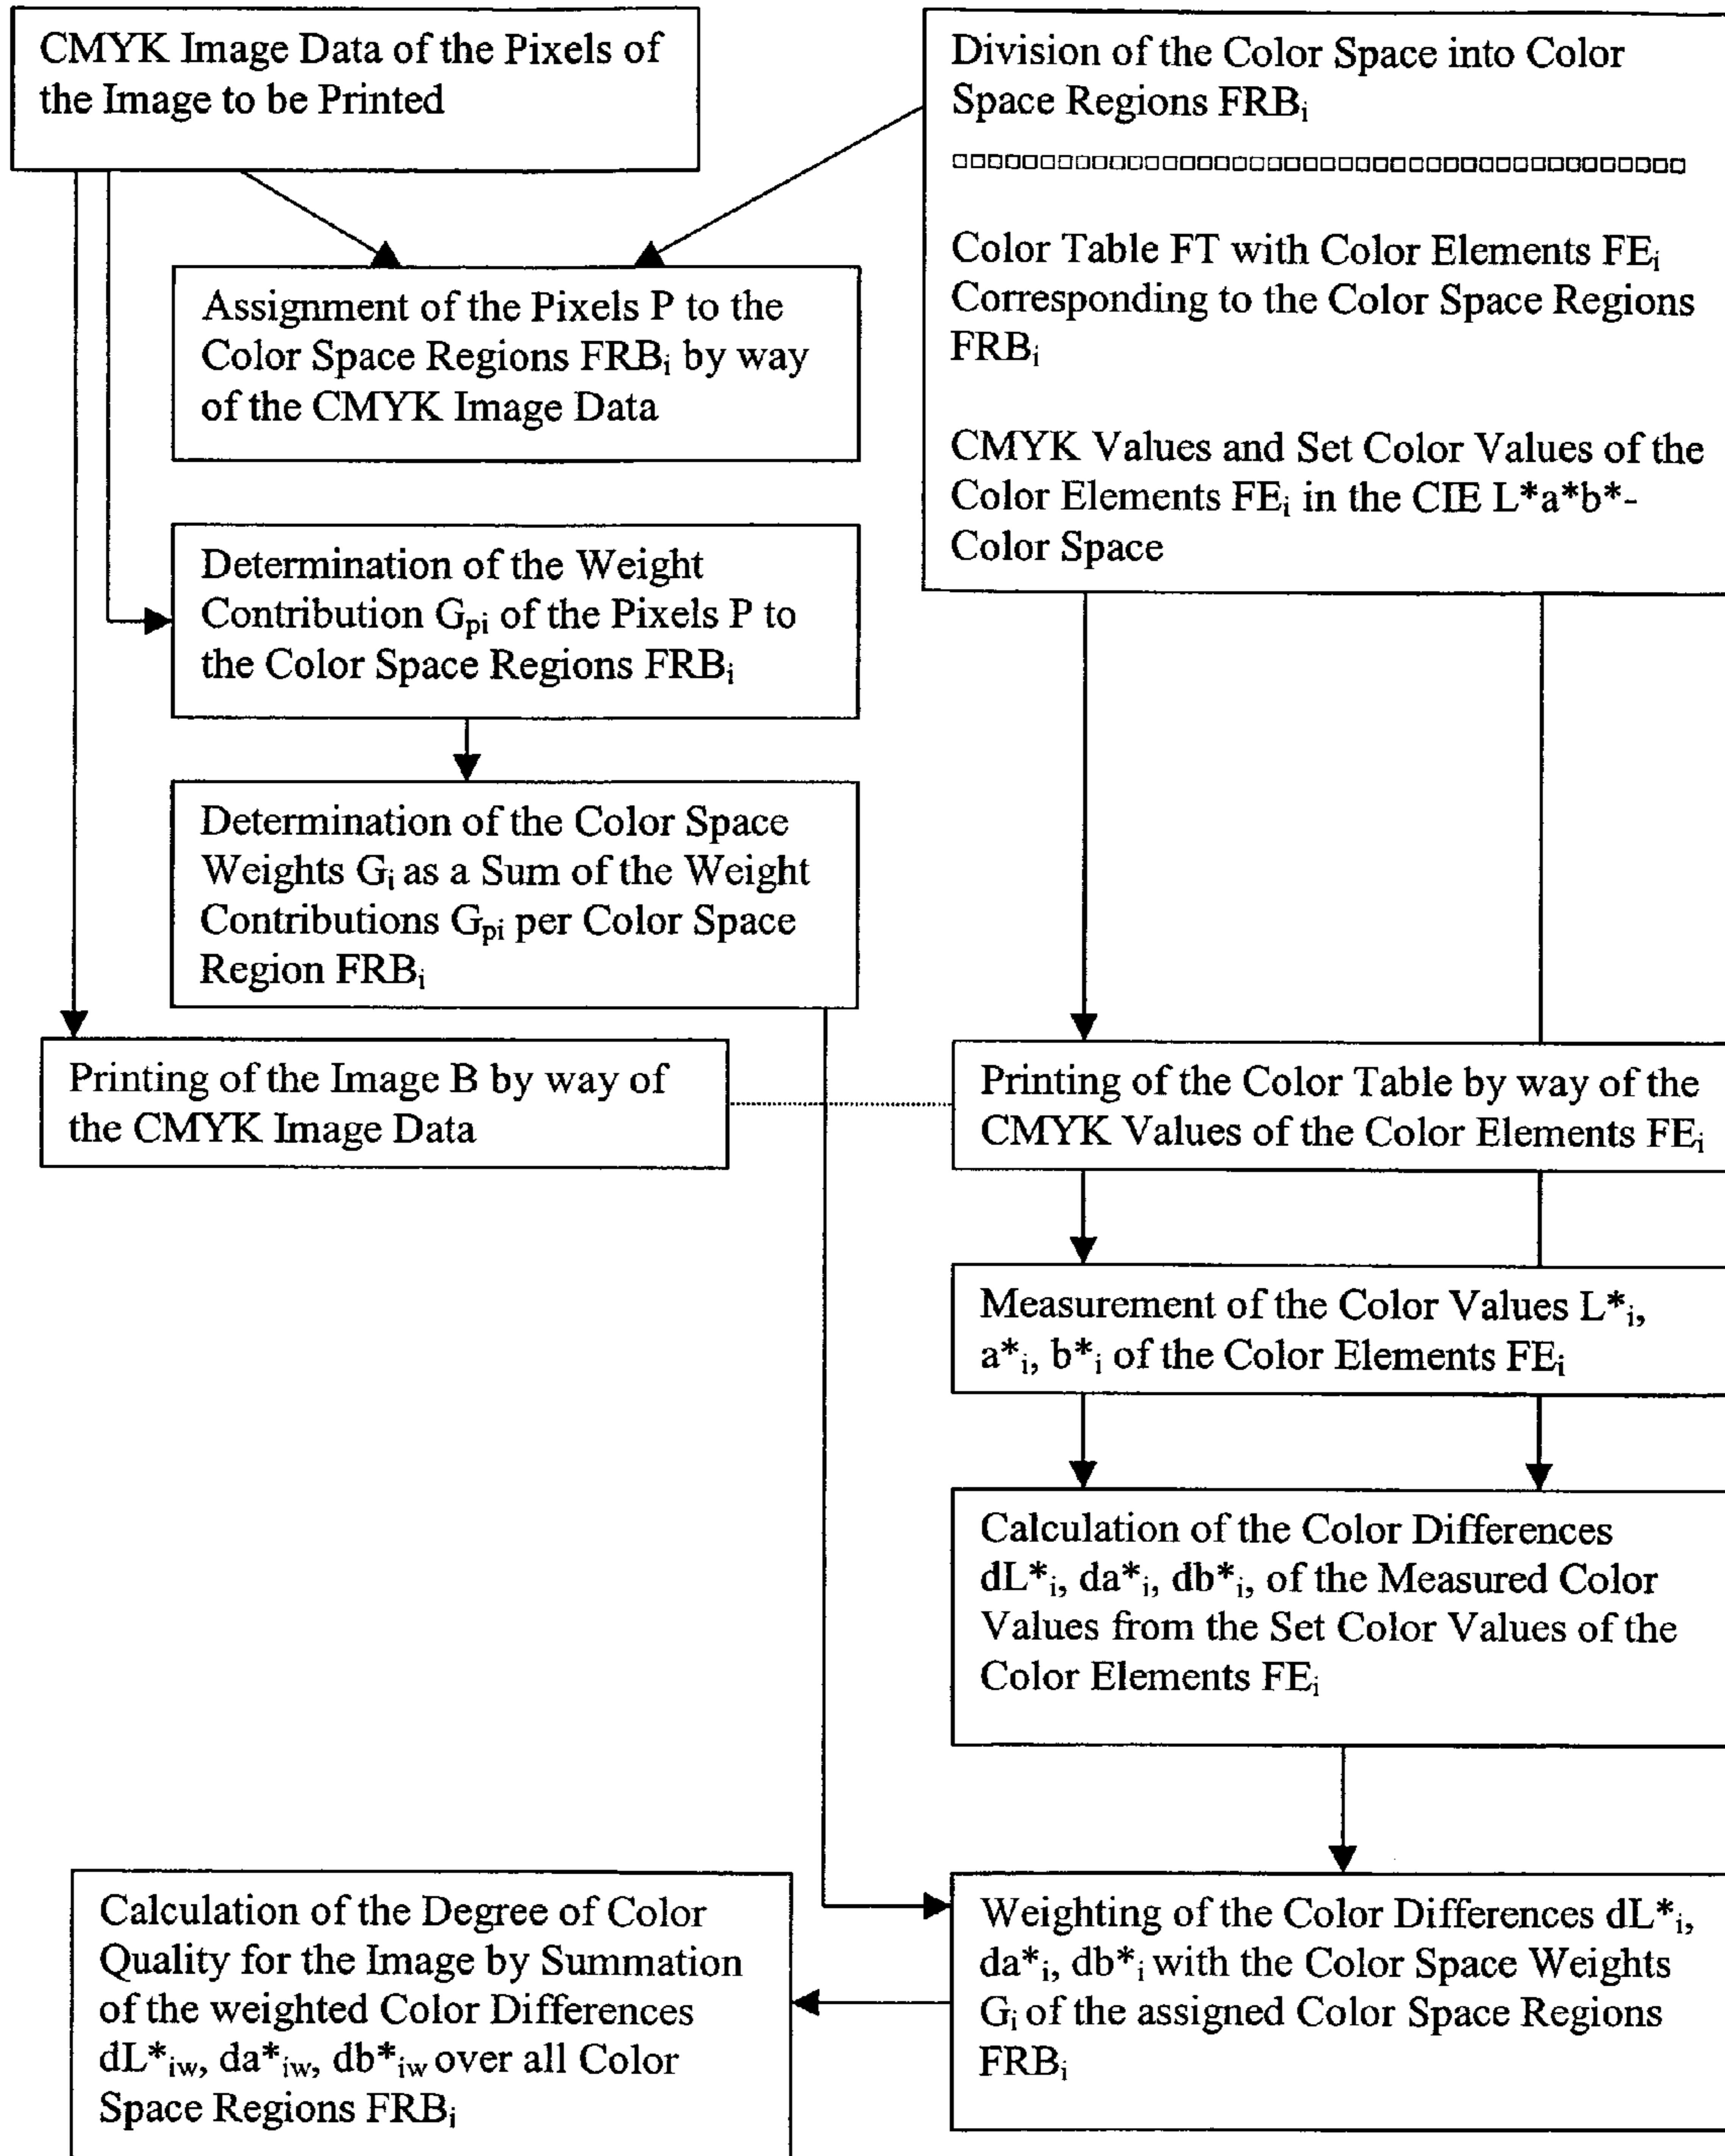 CMYK Image Data of the Pixels of
the Image to be Printed
Division of the Color Space into Color
Space Regions FRBᵢ
Color Table FT with Color Elements FEᵢ
Corresponding to the Color Space Regions
FRBᵢ
CMYK Values and Set Color Values of the
Color Elements FEᵢ in the CIE L*a*b*-
Color Space
Assignment of the Pixels P to the
Color Space Regions FRBᵢ by way
of the CMYK Image Data
Determination of the Weight
Contribution Gₚᵢ of the Pixels P to
the Color Space Regions FRBᵢ
Determination of the Color Space
Weights Gᵢ as a Sum of the Weight
Contributions Gₚᵢ per Color Space
Region FRBᵢ
Printing of the Image B by way of
the CMYK Image Data
Printing of the Color Table by way of the
CMYK Values of the Color Elements FEᵢ
Measurement of the Color Values L*ᵢ,
a*ᵢ, b*ᵢ of the Color Elements FEᵢ
Calculation of the Color Differences
dL*ᵢ, da*ᵢ, db*ᵢ, of the Measured Color
Values from the Set Color Values of the
Color Elements FEᵢ
Weighting of the Color Differences dL*ᵢ,
da*ᵢ, db*ᵢ with the Color Space Weights
Gᵢ of the assigned Color Space Regions
FRBᵢ
Calculation of the Degree of Color
Quality for the Image by Summation
of the weighted Color Differences
dL*iw, da*iw, db*iw over all Color
Space Regions FRBᵢ